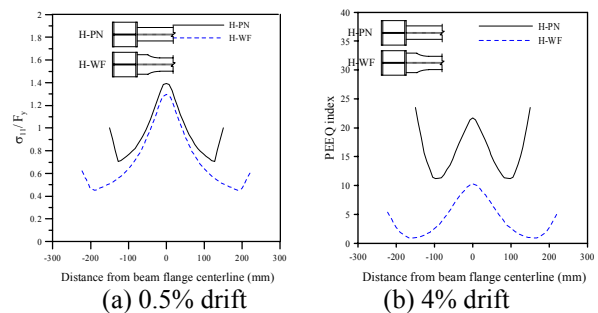 H-PN
H-WF
H-PN
H-WF
σ11/Fy
2
1.8
1.6
1.4
1.2
1
0.8
0.6
0.4
0.2
0
-300 -200 -100 0 100 200 300
Distance from beam flange centerline (mm)
(a) 0.5% drift
H-PN
H-WF
H-PN
H-WF
PEEQ index
40
35
30
25
20
15
10
5
0
-300 -200 -100 0 100 200 300
Distance from beam flange centerline (mm)
(b) 4% drift